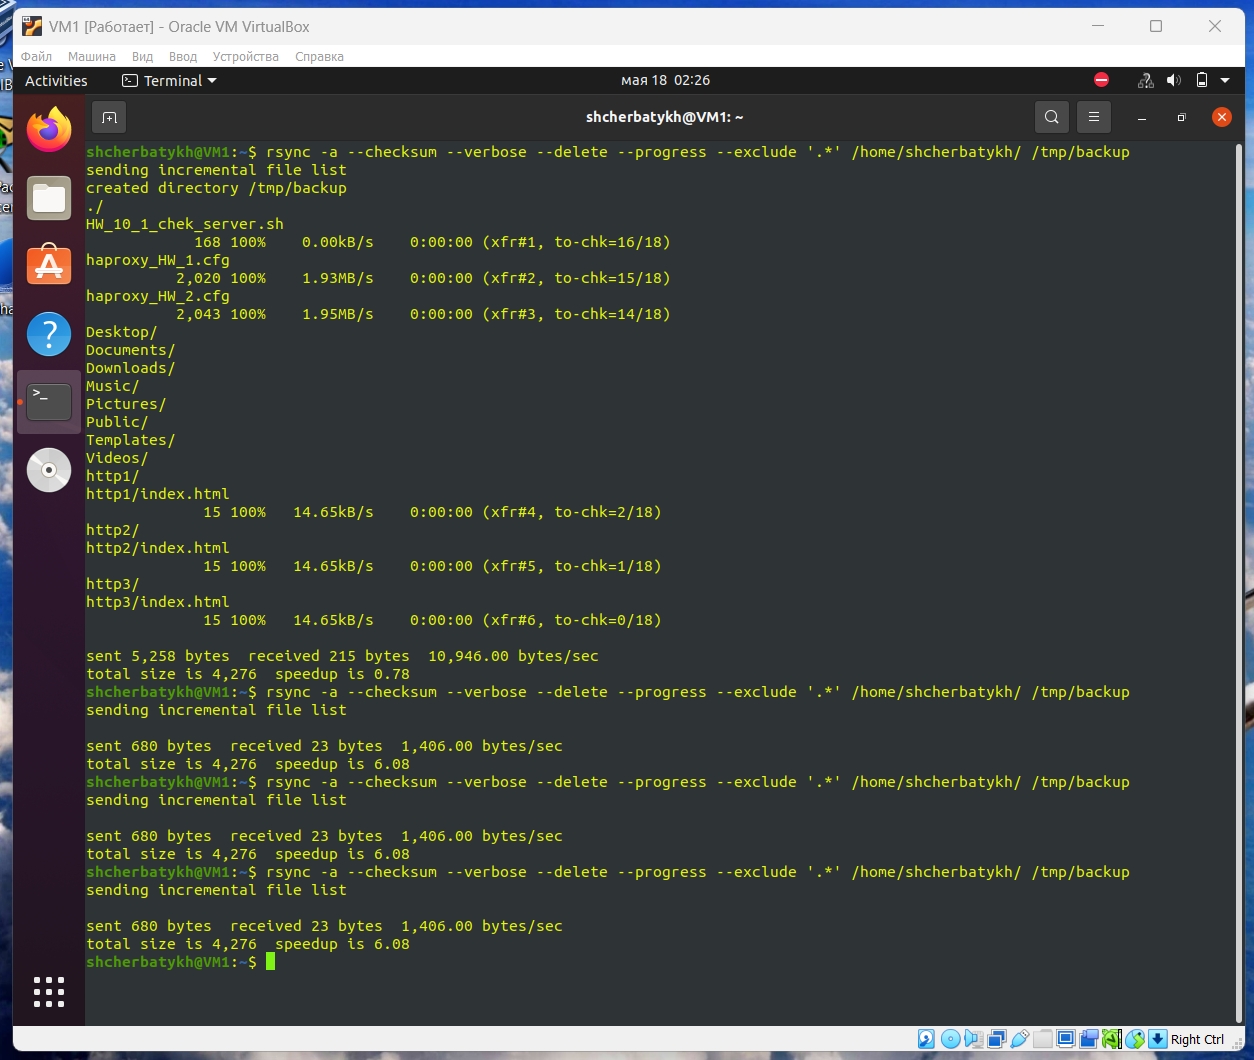 VM1 [Работает] - Oracle VM VirtualBox
Файл Машина Вид Ввод Устройства Справка
Activities Terminal мая 18 02:26
shcherbatykh@VM1: ~
shcherbatykh@VM1:~$ rsync -a --checksum --verbose --delete --progress --exclude '.*' /home/shcherbatykh/ /tmp/backup
sending incremental file list
created directory /tmp/backup
./
HW_10_1_chek_server.sh
168 100% 0.00kB/s 0:00:00 (xfr#1, to-chk=16/18)
haproxy_HW_1.cfg
2,020 100% 1.93MB/s 0:00:00 (xfr#2, to-chk=15/18)
haproxy_HW_2.cfg
2,043 100% 1.95MB/s 0:00:00 (xfr#3, to-chk=14/18)
Desktop/
Documents/
Downloads/
Music/
Pictures/
Public/
Templates/
Videos/
http1/
http1/index.html
15 100% 14.65kB/s 0:00:00 (xfr#4, to-chk=2/18)
http2/
http2/index.html
15 100% 14.65kB/s 0:00:00 (xfr#5, to-chk=1/18)
http3/
http3/index.html
15 100% 14.65kB/s 0:00:00 (xfr#6, to-chk=0/18)
sent 5,258 bytes received 215 bytes 10,946.00 bytes/sec
total size is 4,276 speedup is 0.78
shcherbatykh@VM1:~$ rsync -a --checksum --verbose --delete --progress --exclude '.*' /home/shcherbatykh/ /tmp/backup
sending incremental file list
sent 680 bytes received 23 bytes 1,406.00 bytes/sec
total size is 4,276 speedup is 6.08
shcherbatykh@VM1:~$ rsync -a --checksum --verbose --delete --progress --exclude '.*' /home/shcherbatykh/ /tmp/backup
sending incremental file list
sent 680 bytes received 23 bytes 1,406.00 bytes/sec
total size is 4,276 speedup is 6.08
shcherbatykh@VM1:~$ rsync -a --checksum --verbose --delete --progress --exclude '.*' /home/shcherbatykh/ /tmp/backup
sending incremental file list
sent 680 bytes received 23 bytes 1,406.00 bytes/sec
total size is 4,276 speedup is 6.08
shcherbatykh@VM1:~$
Right Ctrl